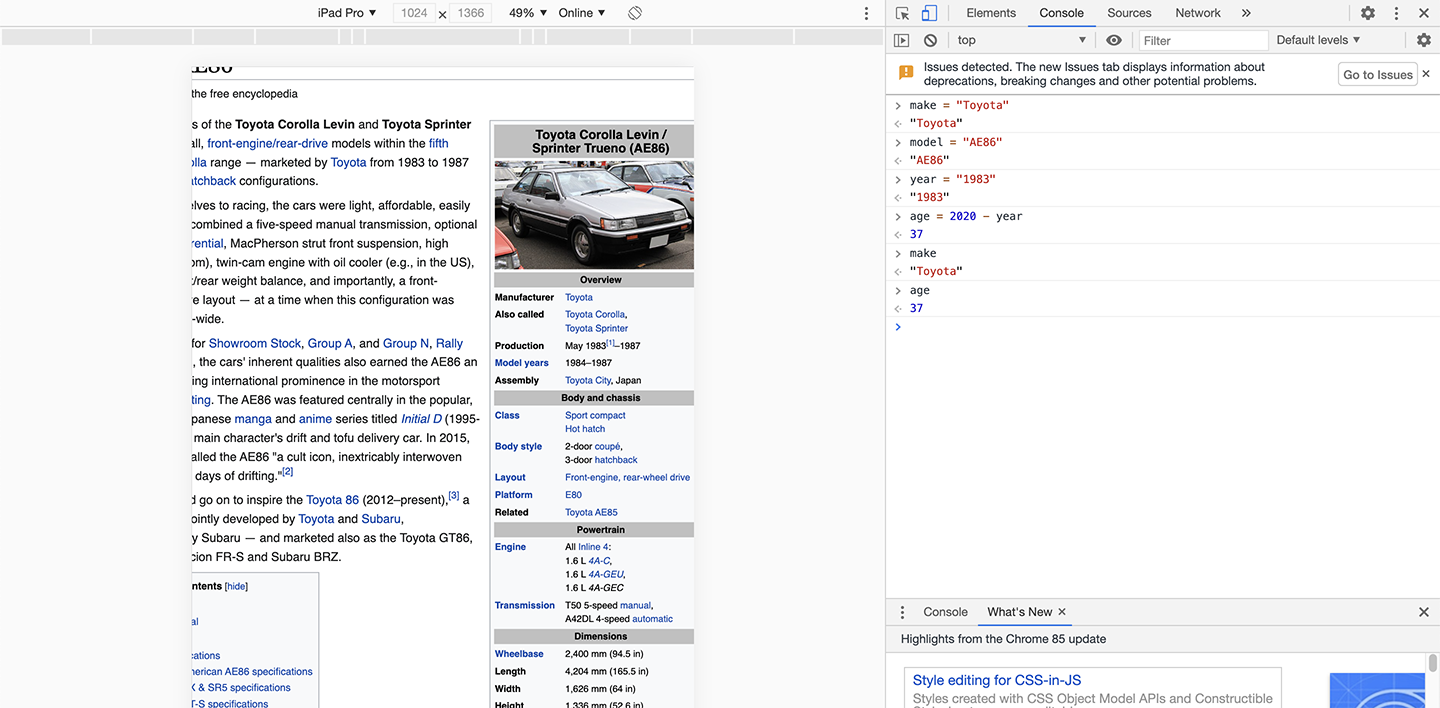 iPad Pro ▼ 1024 × 1366 49% ▼ Online ▼
AE86
the free encyclopedia
s of the Toyota Corolla Levin and Toyota Sprinter
all, front-engine/rear-drive models within the fifth
olla range — marketed by Toyota from 1983 to 1987
atchback configurations.
elves to racing, the cars were light, affordable, easily
combined a five-speed manual transmission, optional
rential, MacPherson strut front suspension, high
om), twin-cam engine with oil cooler (e.g., in the US),
t/rear weight balance, and importantly, a front-
e layout — at a time when this configuration was
-wide.
for Showroom Stock, Group A, and Group N, Rally
, the cars' inherent qualities also earned the AE86 an
ing international prominence in the motorsport
ting. The AE86 was featured centrally in the popular,
panese manga and anime series titled Initial D (1995-
main character's drift and tofu delivery car. In 2015,
alled the AE86 "a cult icon, inextricably interwoven
days of drifting."[2]
d go on to inspire the Toyota 86 (2012–present),[3] a
ointly developed by Toyota and Subaru,
y Subaru — and marketed also as the Toyota GT86,
cion FR-S and Subaru BRZ.
ntents [hide]
al
cations
merican AE86 specifications
X & SR5 specifications
T-S specifications
Toyota Corolla Levin /
Sprinter Trueno (AE86)
Overview
Manufacturer Toyota
Also called Toyota Corolla,
Toyota Sprinter
Production May 1983[1]–1987
Model years 1984–1987
Assembly Toyota City, Japan
Body and chassis
Class Sport compact
Hot hatch
Body style 2-door coupé,
3-door hatchback
Layout Front-engine, rear-wheel drive
Platform E80
Related Toyota AE85
Powertrain
Engine All Inline 4:
1.6 L 4A-C,
1.6 L 4A-GEU,
1.6 L 4A-GEC
Transmission T50 5-speed manual,
A42DL 4-speed automatic
Dimensions
Wheelbase 2,400 mm (94.5 in)
Length 4,204 mm (165.5 in)
Width 1,626 mm (64 in)
Height 1,336 mm (52.6 in)
Elements Console Sources Network »
top ▼ Filter Default levels ▼
Issues detected. The new Issues tab displays information about
deprecations, breaking changes and other potential problems.
Go to Issues ×
> make = "Toyota"
<· "Toyota"
> model = "AE86"
<· "AE86"
> year = "1983"
<· "1983"
> age = 2020 - year
<· 37
> make
<· "Toyota"
> age
<· 37
>
Console What's New ×
Highlights from the Chrome 85 update
Style editing for CSS-in-JS
Styles created with CSS Object Model APIs and Constructible